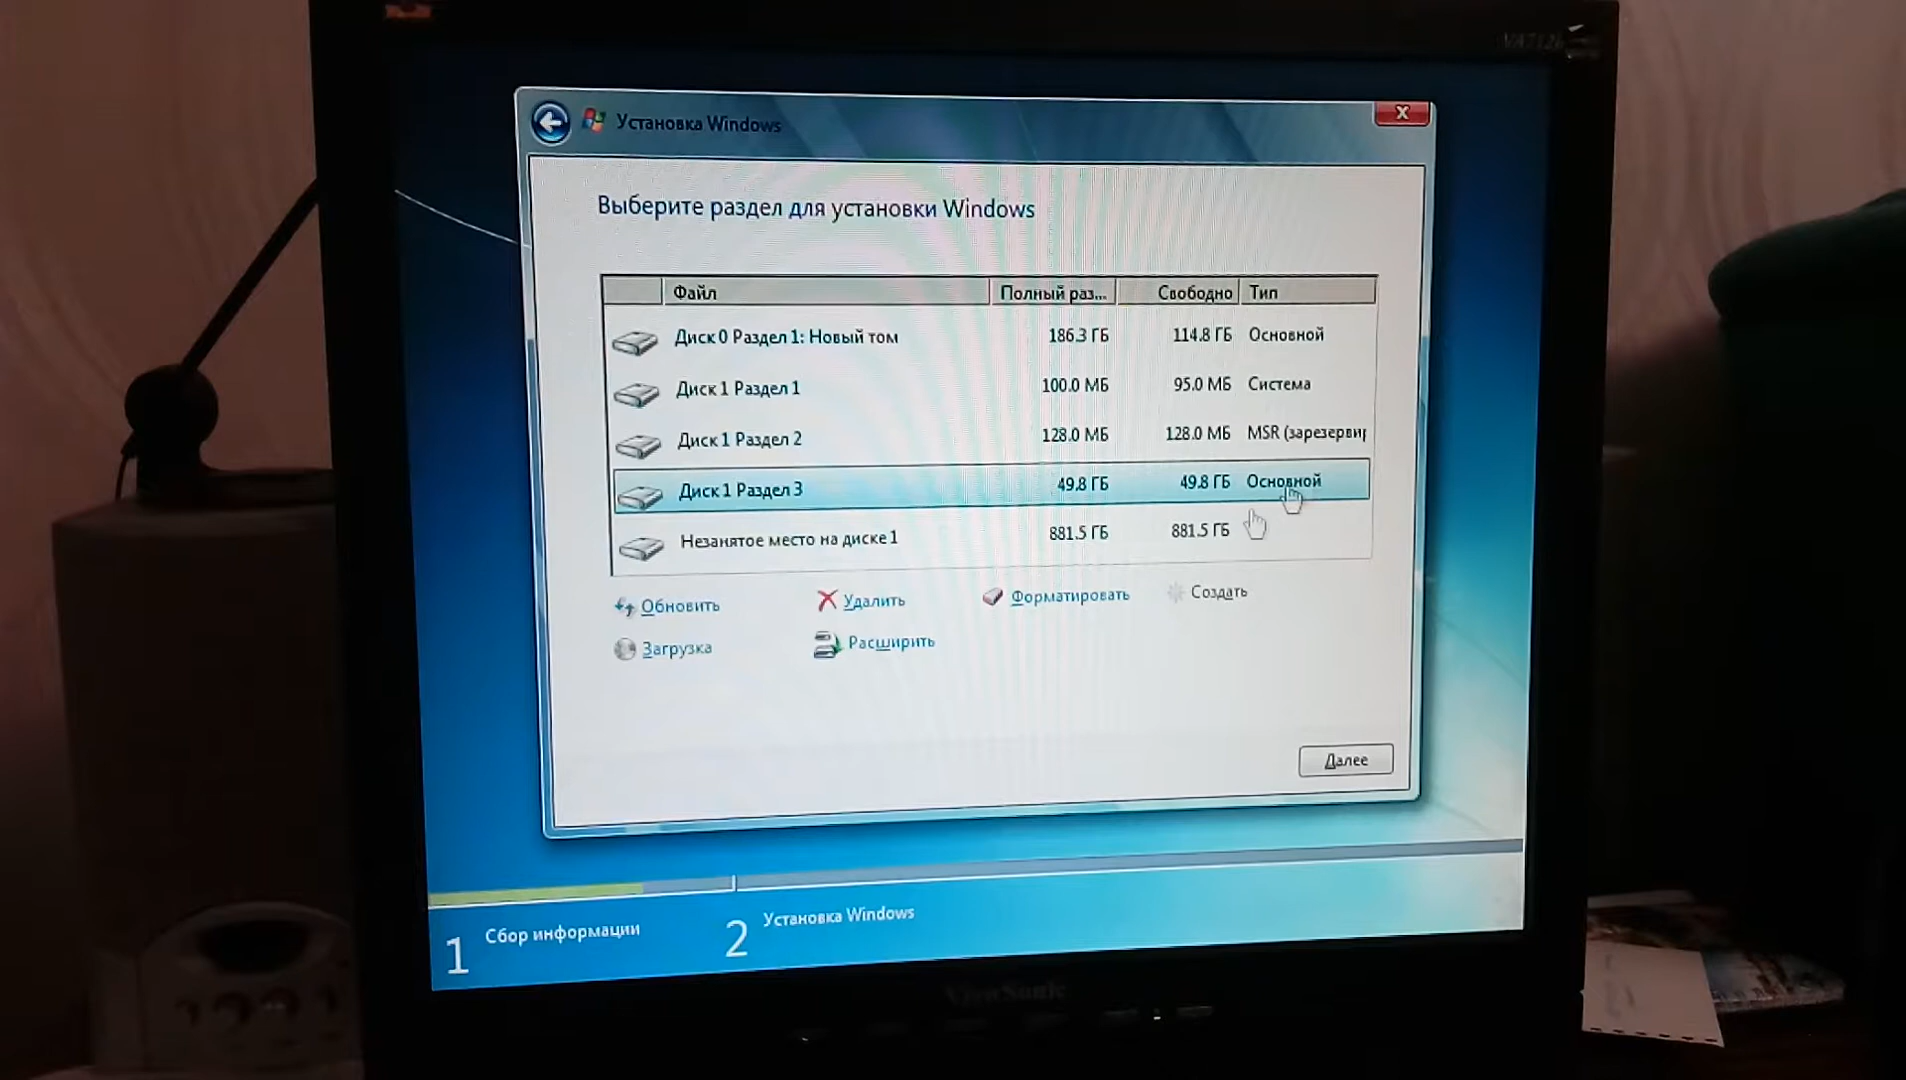 Установка Windows
Выберите раздел для установки Windows
Файл Полный раз... Свободно Тип
Диск 0 Раздел 1: Новый том 186.3 ГБ 114.8 ГБ Основной
Диск 1 Раздел 1 100.0 МБ 95.0 МБ Система
Диск 1 Раздел 2 128.0 МБ 128.0 МБ MSR (зарезервир
Диск 1 Раздел 3 49.8 ГБ 49.8 ГБ Основной
Незанятое место на диске 1 881.5 ГБ 881.5 ГБ
Обновить Удалить Форматировать Создать
Загрузка Расширить
Далее
1 Сбор информации 2 Установка Windows
ViewSonic